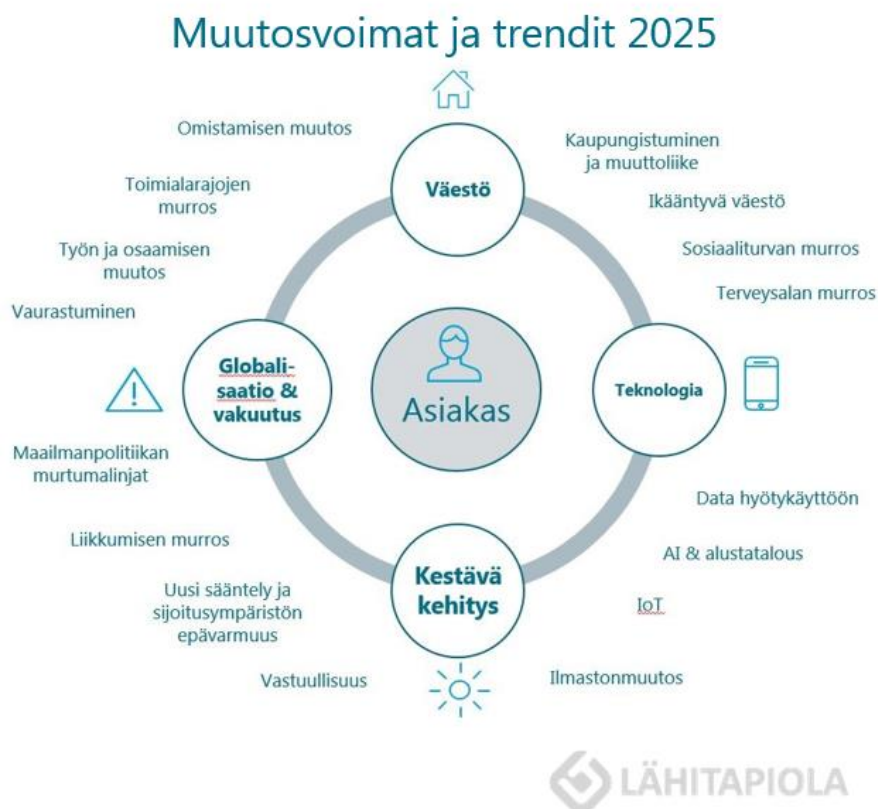 Muutosvoimat ja trendit 2025
Omistamisen muutos
Toimialarajojen
murros
Työn ja osaamisen
muutos
Vaurastuminen
Väestö
Kaupungistuminen
ja muuttoliike
Ikääntyvä väestö
Sosiaaliturvan murros
Terveysalan murros
Globali-
saatio &
vakuutus
Asiakas
Teknologia
Maailmanpolitiikan
murtumalinjat
Liikkumisen murros
Uusi sääntely ja
sijoitusympäristön
epävarmuus
Vastuullisuus
Kestävä
kehitys
Data hyötykäyttöön
AI & alustatalous
IoT
Ilmastonmuutos
LÄHITAPIOLA